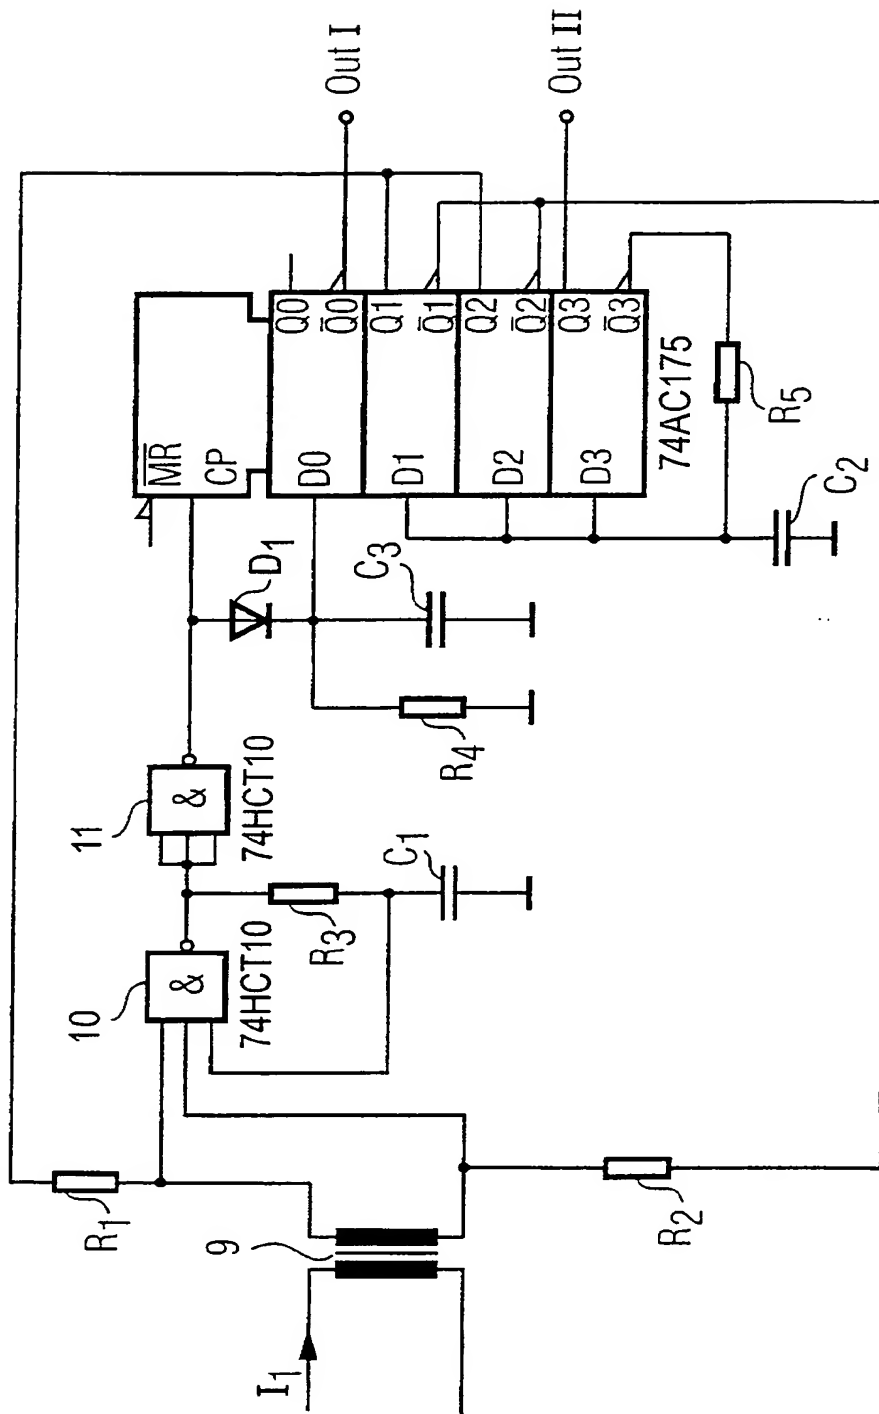 I1
9
R1
R2
10
&
74HCT10
R3
C1
11
&
74HCT10
D1
R4
C3
M̅R̅
CP
D0
D1
D2
D3
Q0
Q̅0
Q1
Q̅1
Q2
Q̅2
Q3
Q̅3
74AC175
R5
C2
Out I
Out II